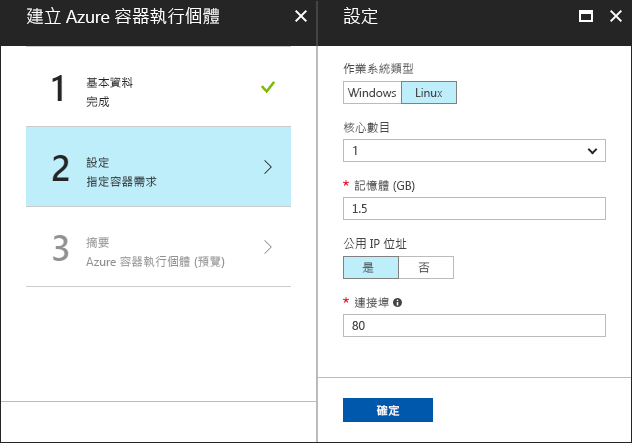 建立 Azure 容器執行個體
1
基本資料
完成
2
設定
指定容器需求
3
摘要
Azure 容器執行個體 (預覽)
設定
作業系統類型
Windows Linux
核心數目
1
* 記憶體 (GB)
1.5
公用 IP 位址
是 否
* 連接埠
80
確定